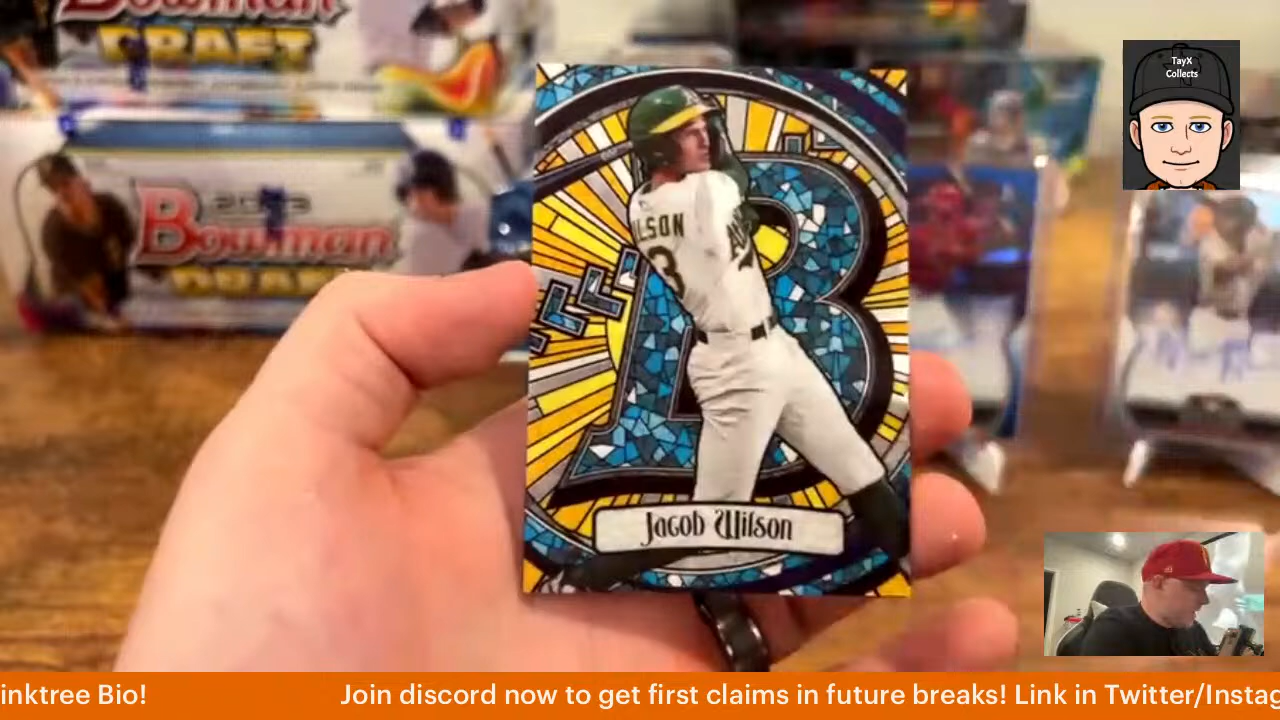 Bowman
DRAFT
2023
Bowman
DRAF
TayX
Collects
ILSON
3
B
Jacob Wilson
inktree Bio!
Join discord now to get first claims in future breaks! Link in Twitter/Instag